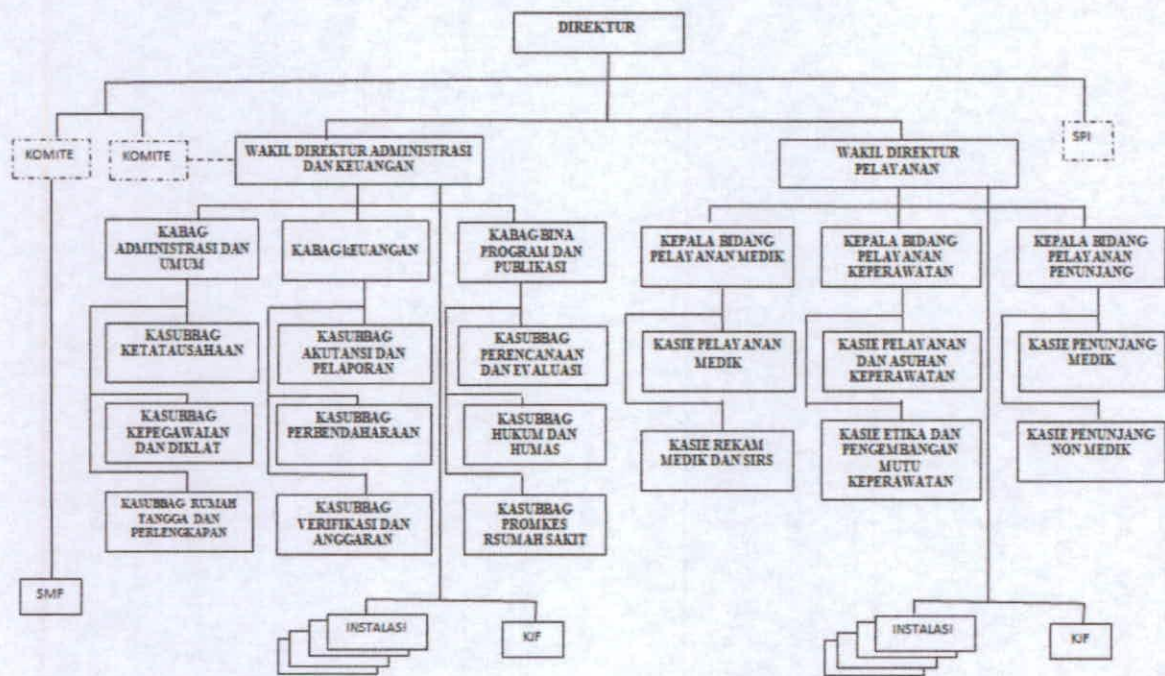 DIREKTUR
KOMITE
KOMITE
WAKIL DIREKTUR ADMINISTRASI
DAN KEUANGAN
WAKIL DIREKTUR
PELAYANAN
SPI
KABAG
ADMINISTRASI DAN
UMUM
KABAG kEUANGAN
KABAG BINA
PROGRAM DAN
PUBLIKASI
KEPALA BIDANG
PELAYANAN MEDIK
KEPALA BIDANG
PELAYANAN
KEPERAWATAN
KEPALA BIDANG
PELAYANAN
PENUNJANG
KASUBBAG
KETATAUSAHAAN
KASUBBAG
AKUTANSI DAN
PELAPORAN
KASUBBAG
PERENCANAAN
DAN EVALUASI
KASIE PELAYANAN
MEDIK
KASIE PELAYANAN
DAN ASUHAN
KEPERAWATAN
KASIE PENUNJANG
MEDIK
KASUBBAG
KEPEGAWAIAN
DAN DIKLAT
KASUBBAG
PERBENDAHARAAN
KASUBBAG
HUKUM DAN
HUMAS
KASIE REKAM
MEDIK DAN SIRS
KASIE ETIKA DAN
PENGEMBANGAN
MUTU
KEPERAWATAN
KASIE PENUNJANG
NON MEDIK
KASUBBAG RUMAH
TANGGA DAN
PERLENGKAPAN
KASUBBAG
VERIFIKASI DAN
ANGGARAN
KASUBBAG
PROMKES
RSUMAH SAKIT
SMF
INSTALASI
KJF
INSTALASI
KJF